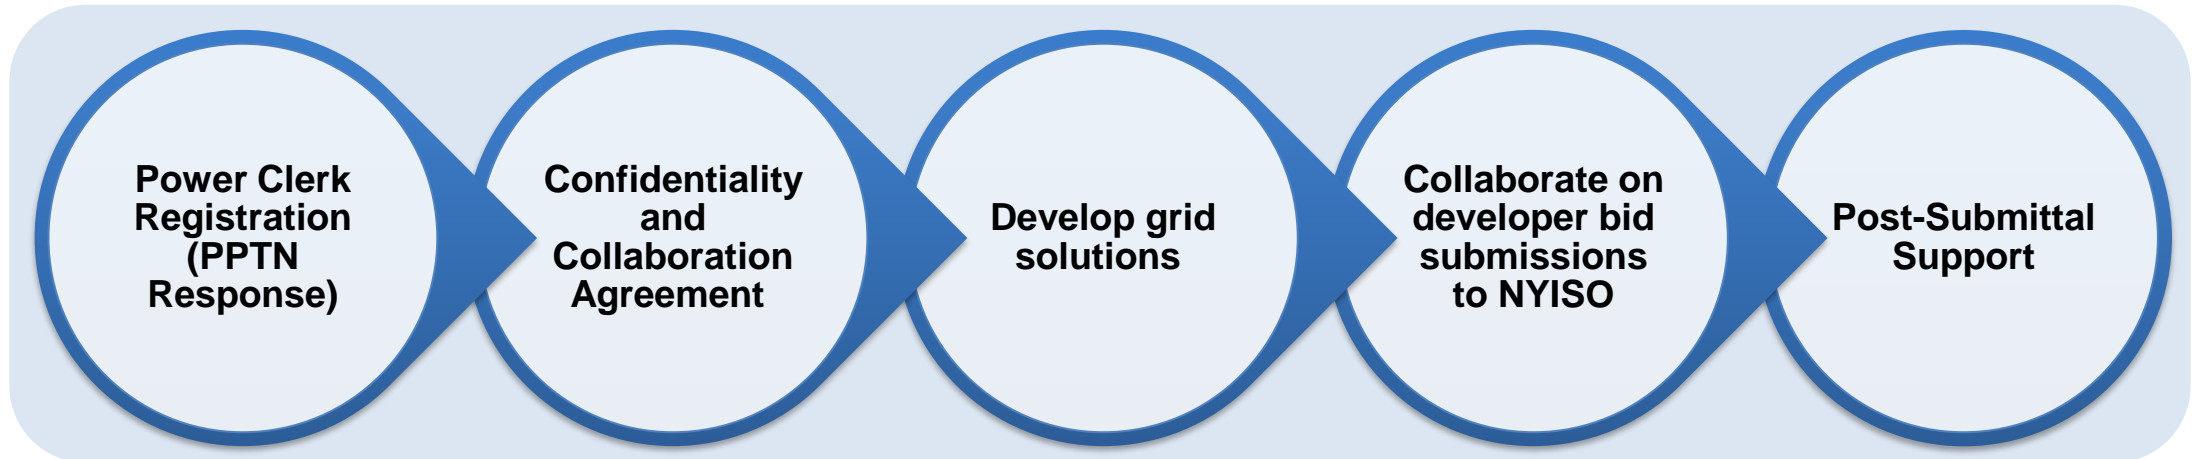 Power Clerk
Registration
(PPTN
Response)
Confidentiality
and
Collaboration
Agreement
Develop grid
solutions
Collaborate on
developer bid
submissions
to NYISO
Post-Submittal
Support